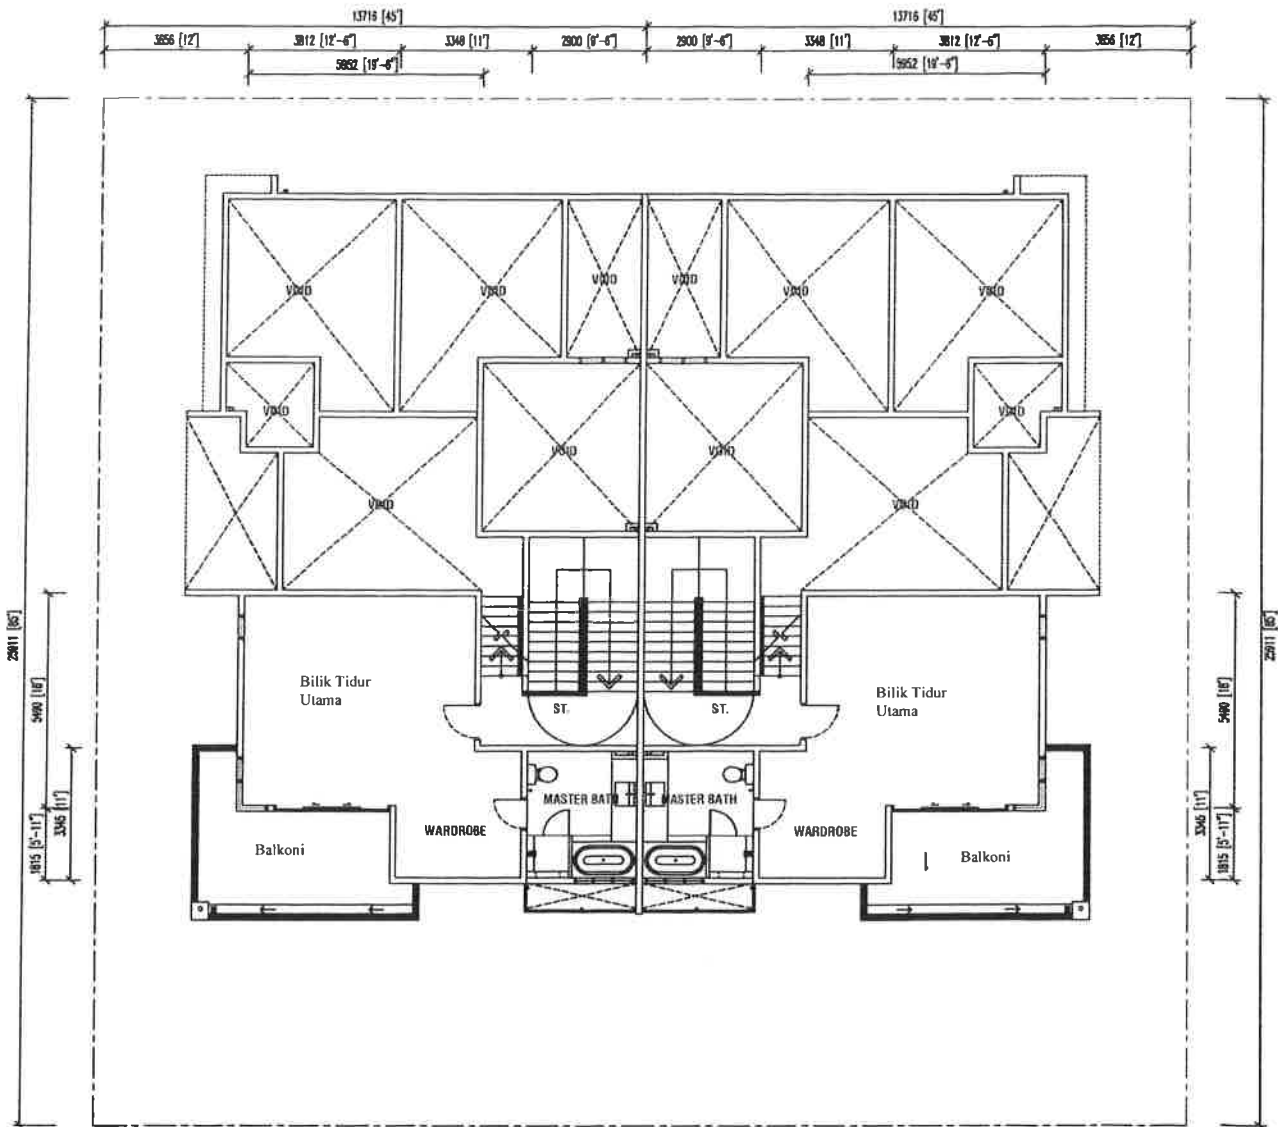 13716 [45'] 13716 [45']
3656 [12'] 3812 [12'-6"] 3348 [11'] 2900 [9'-6"] 2900 [9'-6"] 3348 [11'] 3812 [12'-6"] 3656 [12']
5952 [19'-6"] 5952 [19'-6"]
VOID VOID VOID VOID VOID VOID
VOID VOID
VOID VOID
VOID VOID
25911 [85'] 25911 [85']
5490 [18'] 5490 [18']
Bilik Tidur
Utama
Bilik Tidur
Utama
ST. ST.
3345 [11'] 3345 [11']
1815 [5'-11"] 1815 [5'-11"]
MASTER BATH MASTER BATH
WARDROBE WARDROBE
Balkoni Balkoni